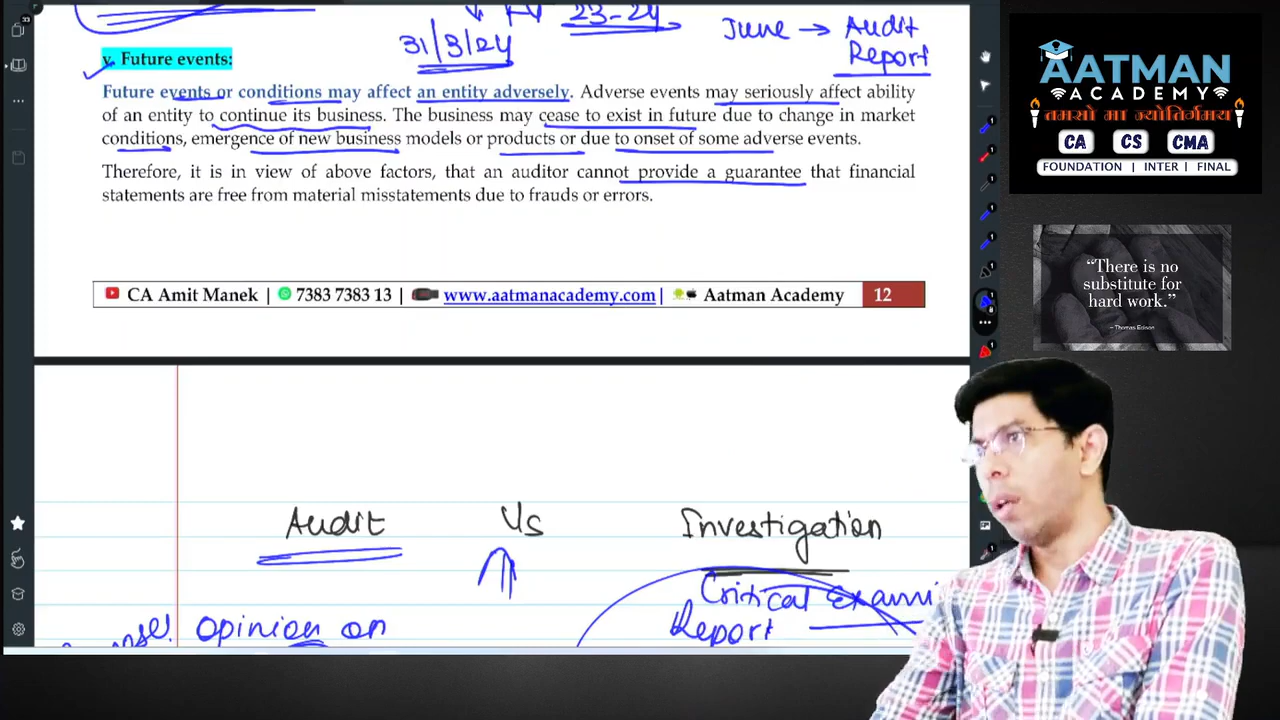 23-24
31/3/24
June → Audit
Report
v. Future events:
Future events or conditions may affect an entity adversely. Adverse events may seriously affect ability
of an entity to continue its business. The business may cease to exist in future due to change in market
conditions, emergence of new business models or products or due to onset of some adverse events.
Therefore, it is in view of above factors, that an auditor cannot provide a guarantee that financial
statements are free from material misstatements due to frauds or errors.
CA Amit Manek | 7383 7383 13 | www.aatmanacademy.com | Aatman Academy 12
Audit Vs Investigation
Critical exami
Report
Opinion on
AATMAN
ACADEMY
तमसो मा ज्योतिर्गमय
CA CS CMA
FOUNDATION | INTER | FINAL
“There is no
substitute for
hard work.”
– Thomas Edison